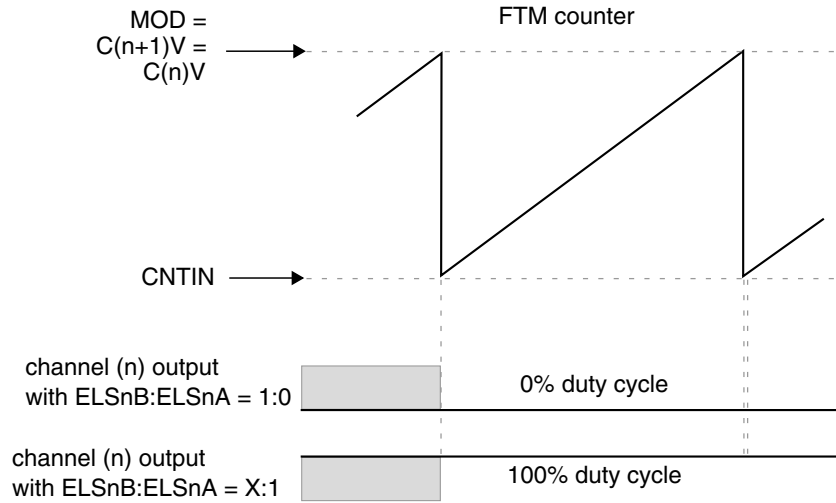 MOD =
C(n+1)V =
C(n)V
FTM counter
CNTIN
channel (n) output
with ELSnB:ELSnA = 1:0
0% duty cycle
channel (n) output
with ELSnB:ELSnA = X:1
100% duty cycle